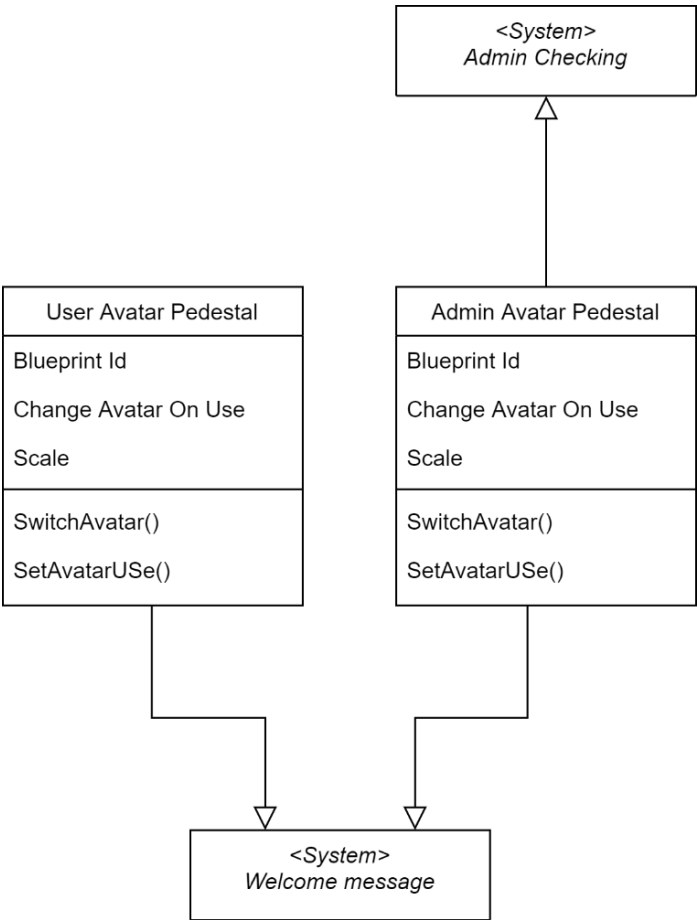 <System>
Admin Checking
User Avatar Pedestal
Blueprint Id
Change Avatar On Use
Scale
SwitchAvatar()
SetAvatarUSe()
Admin Avatar Pedestal
Blueprint Id
Change Avatar On Use
Scale
SwitchAvatar()
SetAvatarUSe()
<System>
Welcome message